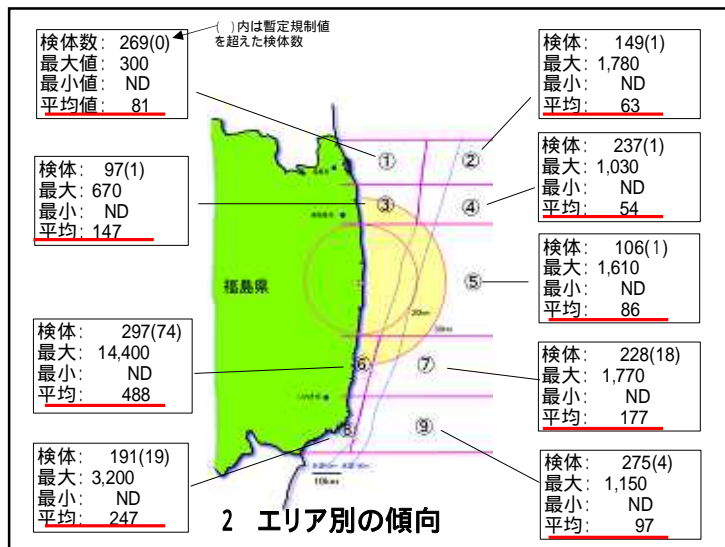 検体数: 269(0)
最大値: 300
最小値: ND
平均値: 81
( )内は暫定規制値
を超えた検体数
検体: 149(1)
最大: 1,780
最小: ND
平均: 63
検体: 97(1)
最大: 670
最小: ND
平均: 147
検体: 237(1)
最大: 1,030
最小: ND
平均: 54
検体: 106(1)
最大: 1,610
最小: ND
平均: 86
検体: 297(74)
最大: 14,400
最小: ND
平均: 488
検体: 228(18)
最大: 1,770
最小: ND
平均: 177
検体: 191(19)
最大: 3,200
最小: ND
平均: 247
検体: 275(4)
最大: 1,150
最小: ND
平均: 97
①
②
③
④
⑤
⑥
⑦
⑧
⑨
福島県
20km
30km
いわき市
10km
2 エリア別の傾向